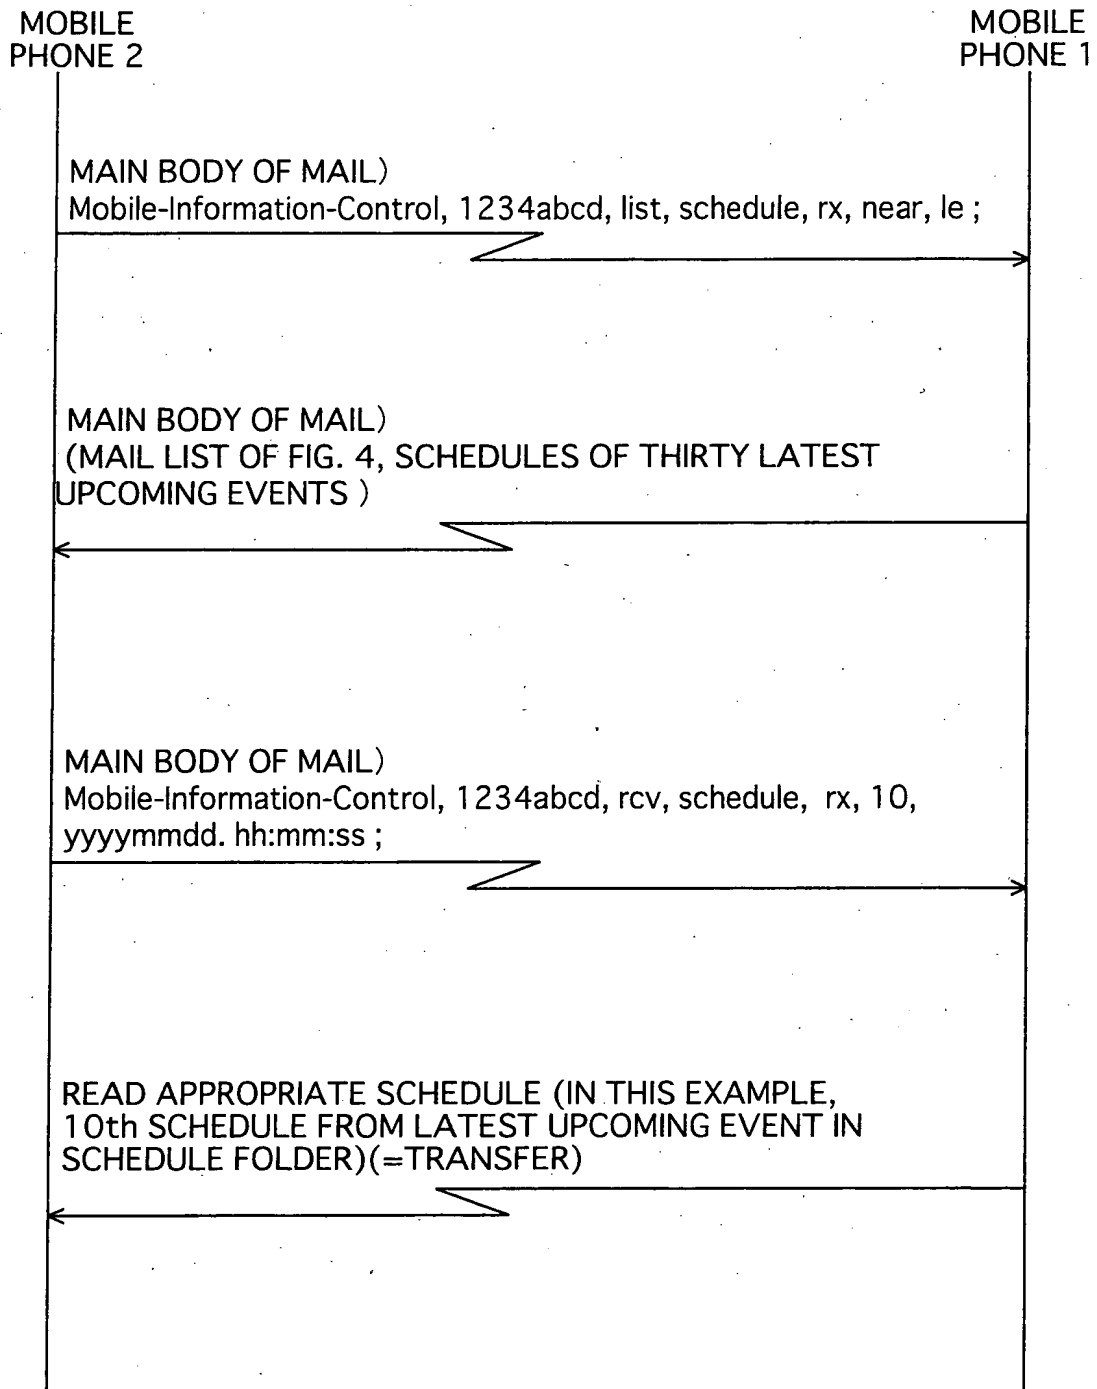 MOBILE
PHONE 2
MOBILE
PHONE 1
MAIN BODY OF MAIL)
Mobile-Information-Control, 1234abcd, list, schedule, rx, near, le ;
MAIN BODY OF MAIL)
(MAIL LIST OF FIG. 4, SCHEDULES OF THIRTY LATEST
UPCOMING EVENTS )
MAIN BODY OF MAIL)
Mobile-Information-Control, 1234abcd, rcv, schedule, rx, 10,
yyyymmdd. hh:mm:ss ;
READ APPROPRIATE SCHEDULE (IN THIS EXAMPLE,
10th SCHEDULE FROM LATEST UPCOMING EVENT IN
SCHEDULE FOLDER)(=TRANSFER)